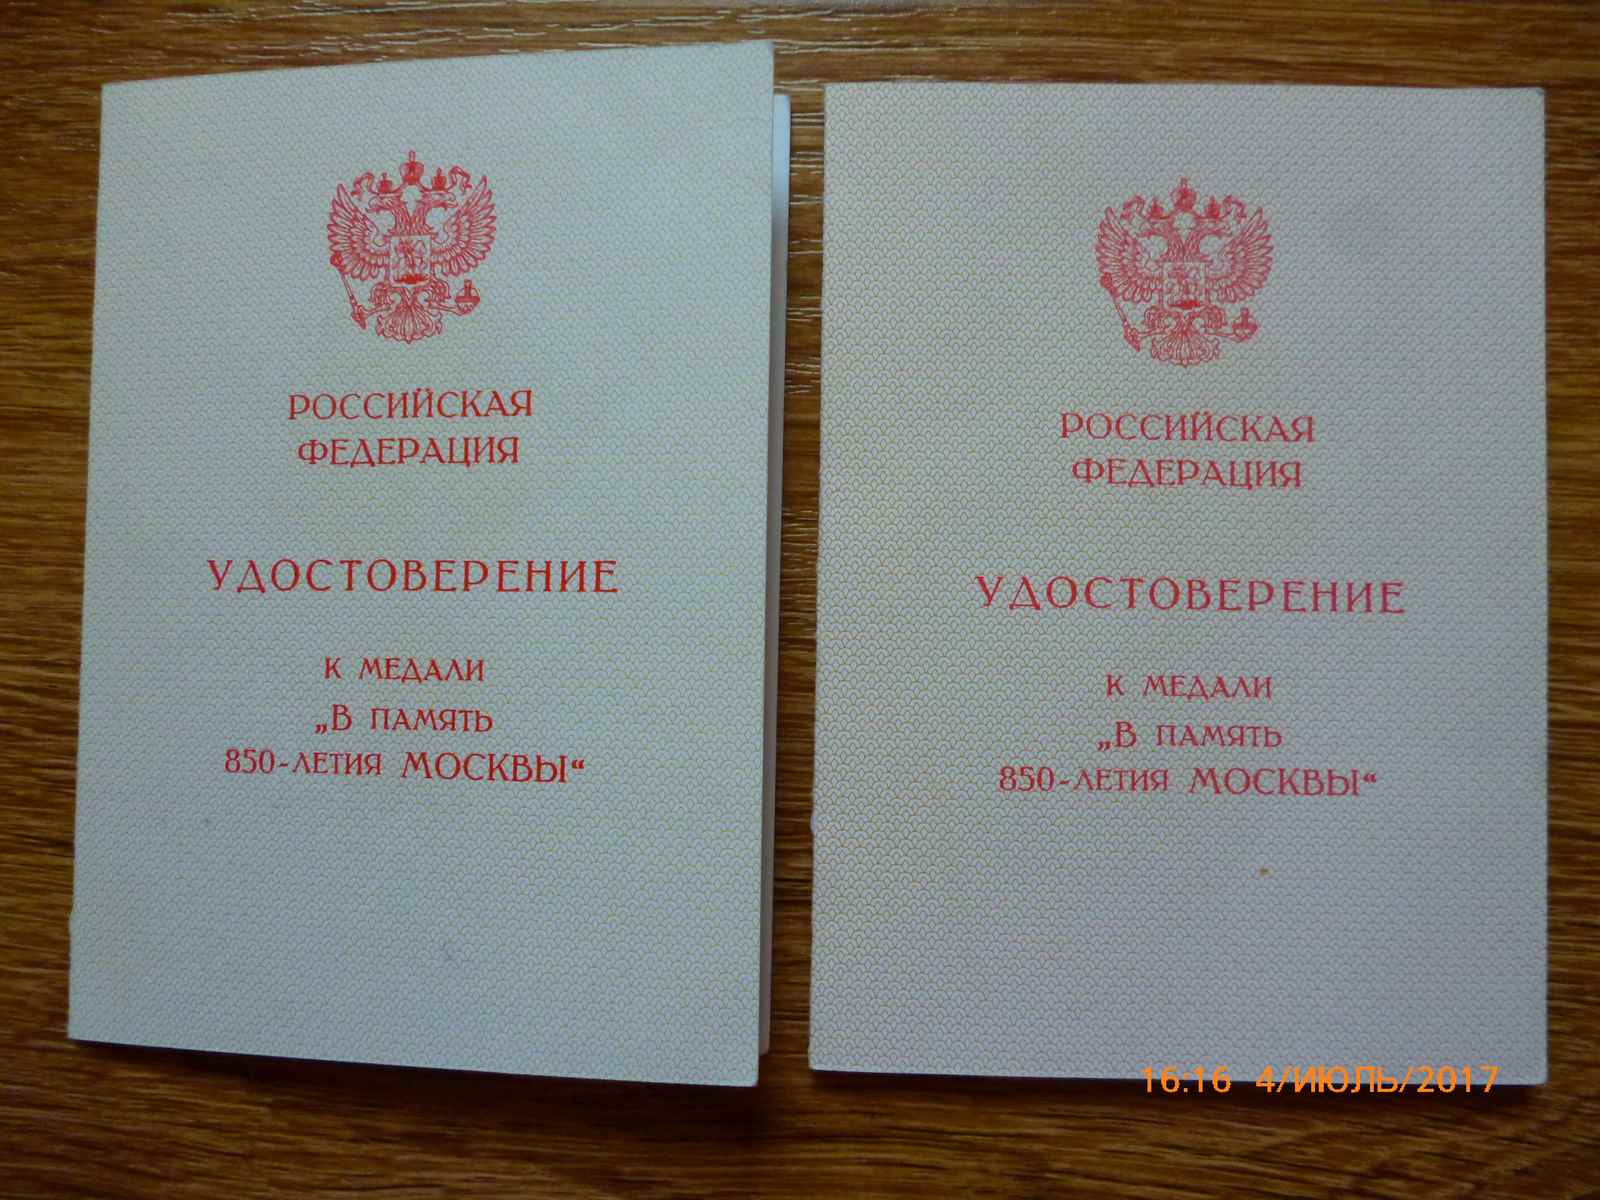 РОССИЙСКАЯ
ФЕДЕРАЦИЯ
УДОСТОВЕРЕНИЕ
К МЕДАЛИ
„В ПАМЯТЬ
850-ЛЕТИЯ МОСКВЫ“
РОССИЙСКАЯ
ФЕДЕРАЦИЯ
УДОСТОВЕРЕНИЕ
К МЕДАЛИ
„В ПАМЯТЬ
850-ЛЕТИЯ МОСКВЫ“
16:16 4/ИЮЛЬ/2017